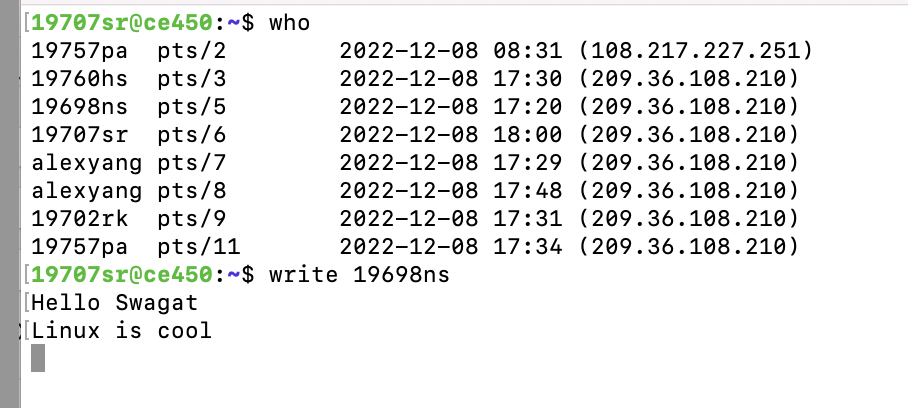 [19707sr@ce450:~$ who
19757pa  pts/2        2022-12-08 08:31 (108.217.227.251)
19760hs  pts/3        2022-12-08 17:30 (209.36.108.210)
19698ns  pts/5        2022-12-08 17:20 (209.36.108.210)
19707sr  pts/6        2022-12-08 18:00 (209.36.108.210)
alexyang pts/7        2022-12-08 17:29 (209.36.108.210)
alexyang pts/8        2022-12-08 17:48 (209.36.108.210)
19702rk  pts/9        2022-12-08 17:31 (209.36.108.210)
19757pa  pts/11       2022-12-08 17:34 (209.36.108.210)
[19707sr@ce450:~$ write 19698ns
[Hello Swagat
[Linux is cool